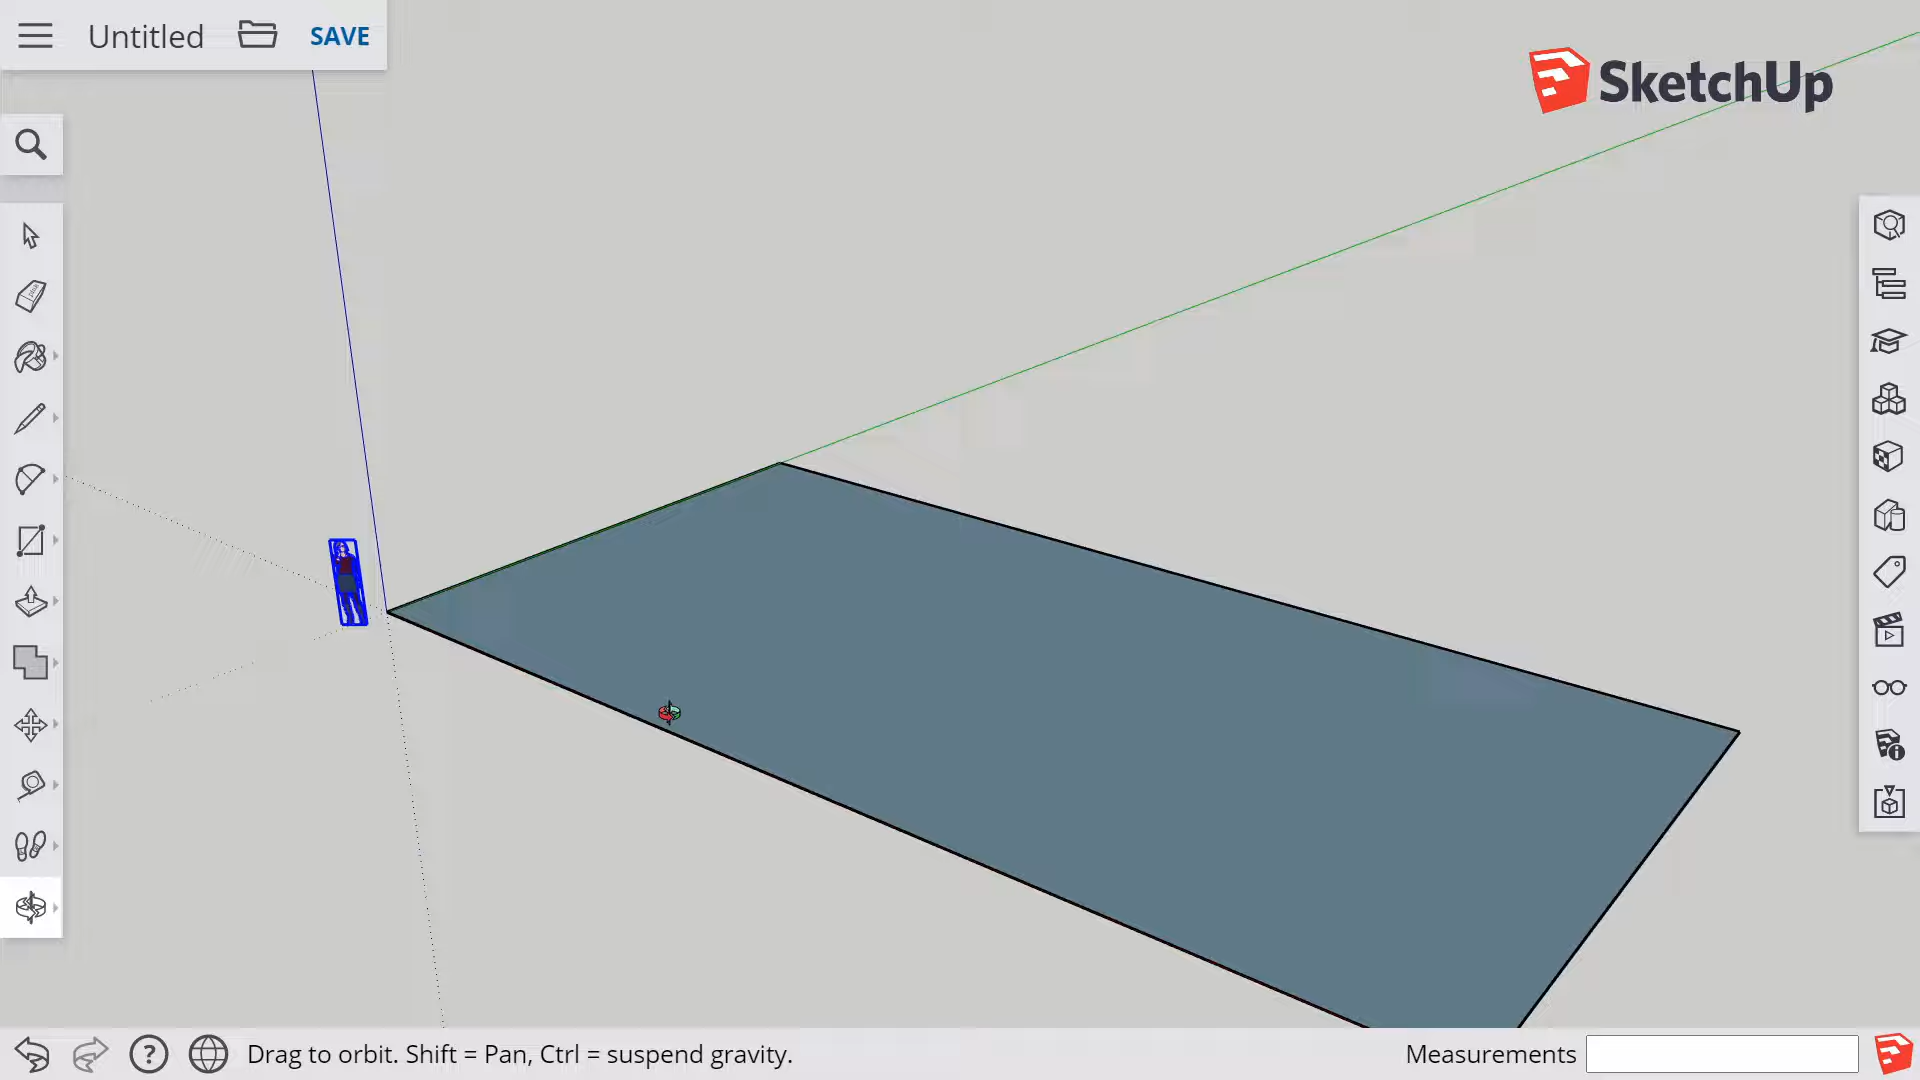 Untitled
SAVE
SketchUp
Drag to orbit. Shift = Pan, Ctrl = suspend gravity.
Measurements